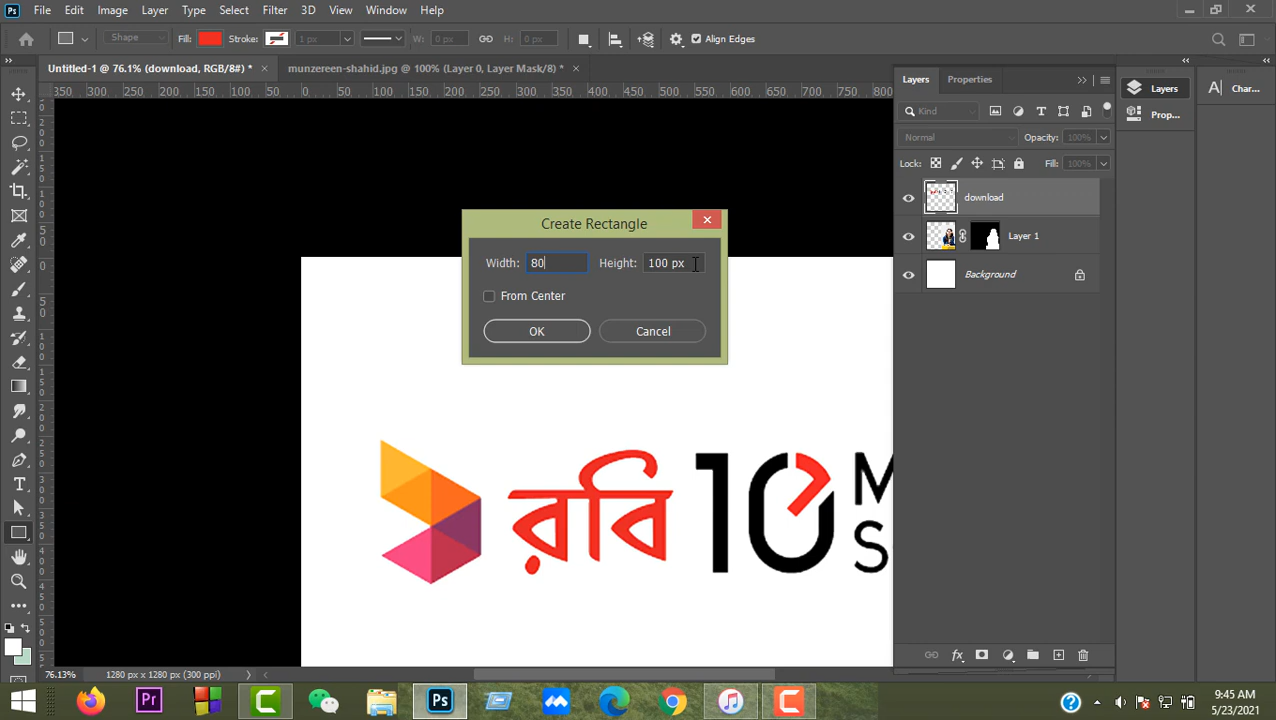 Ps File Edit Image Layer Type Select Filter 3D View Window Help
Shape Fill: Stroke: 1 px W: 0 px H: 0 px Align Edges
Untitled-1 @ 76.1% (download, RGB/8#) * × munzereen-shahid.jpg @ 100% (Layer 0, Layer Mask/8) * ×
350 300 250 200 150 100 50 0 50 100 150 200 250 300 350 400 450 500 550 600 650 700 750 800
Layers Properties
Layers Char...
Prop...
Kind
Normal Opacity: 100%
Lock: Fill: 100%
download
Layer 1
Background
Create Rectangle
Width: 80 Height: 100 px
From Center
OK Cancel
রবি 10 M
S
76.13% 1280 px x 1280 px (300 ppi)
Pr Ps
9:45 AM
5/23/2021